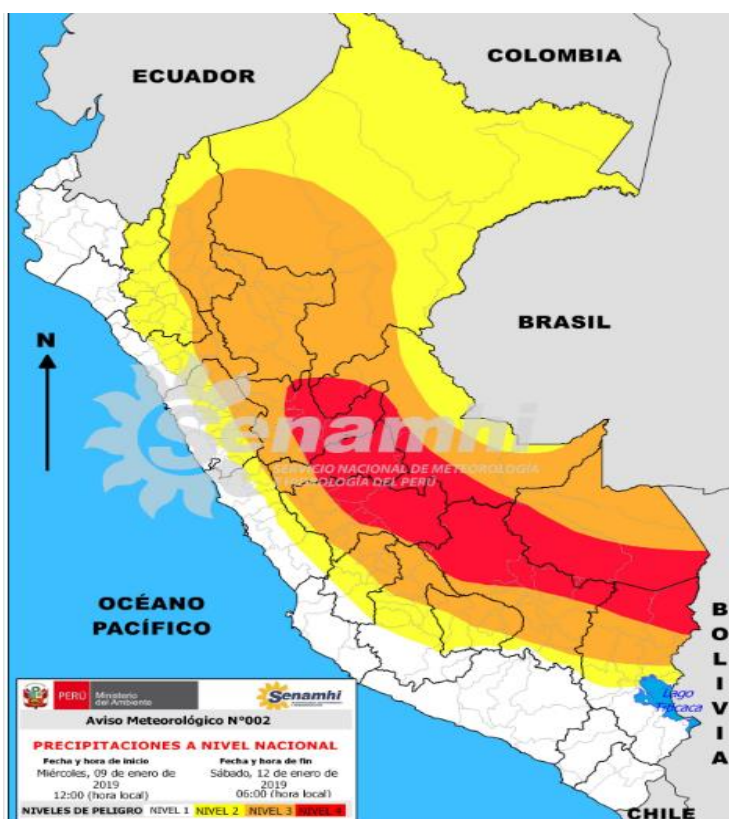 COLOMBIA
ECUADOR
BRASIL
N
Senamhi
SERVICIO NACIONAL DE METEOROLOGÍA
E HIDROLOGÍA DEL PERÚ
OCÉANO
PACÍFICO
BOLIVIA
Lago
Titicaca
CHILE
PERÚ
Ministerio
del Ambiente
Senamhi
Aviso Meteorológico N°002
PRECIPITACIONES A NIVEL NACIONAL
Fecha y hora de inicio
Miércoles, 09 de enero de
2019
12:00 (hora local)
Fecha y hora de fin
Sábado, 12 de enero de
2019
06:00 (hora local)
NIVELES DE PELIGRO NIVEL 1 NIVEL 2 NIVEL 3 NIVEL 4